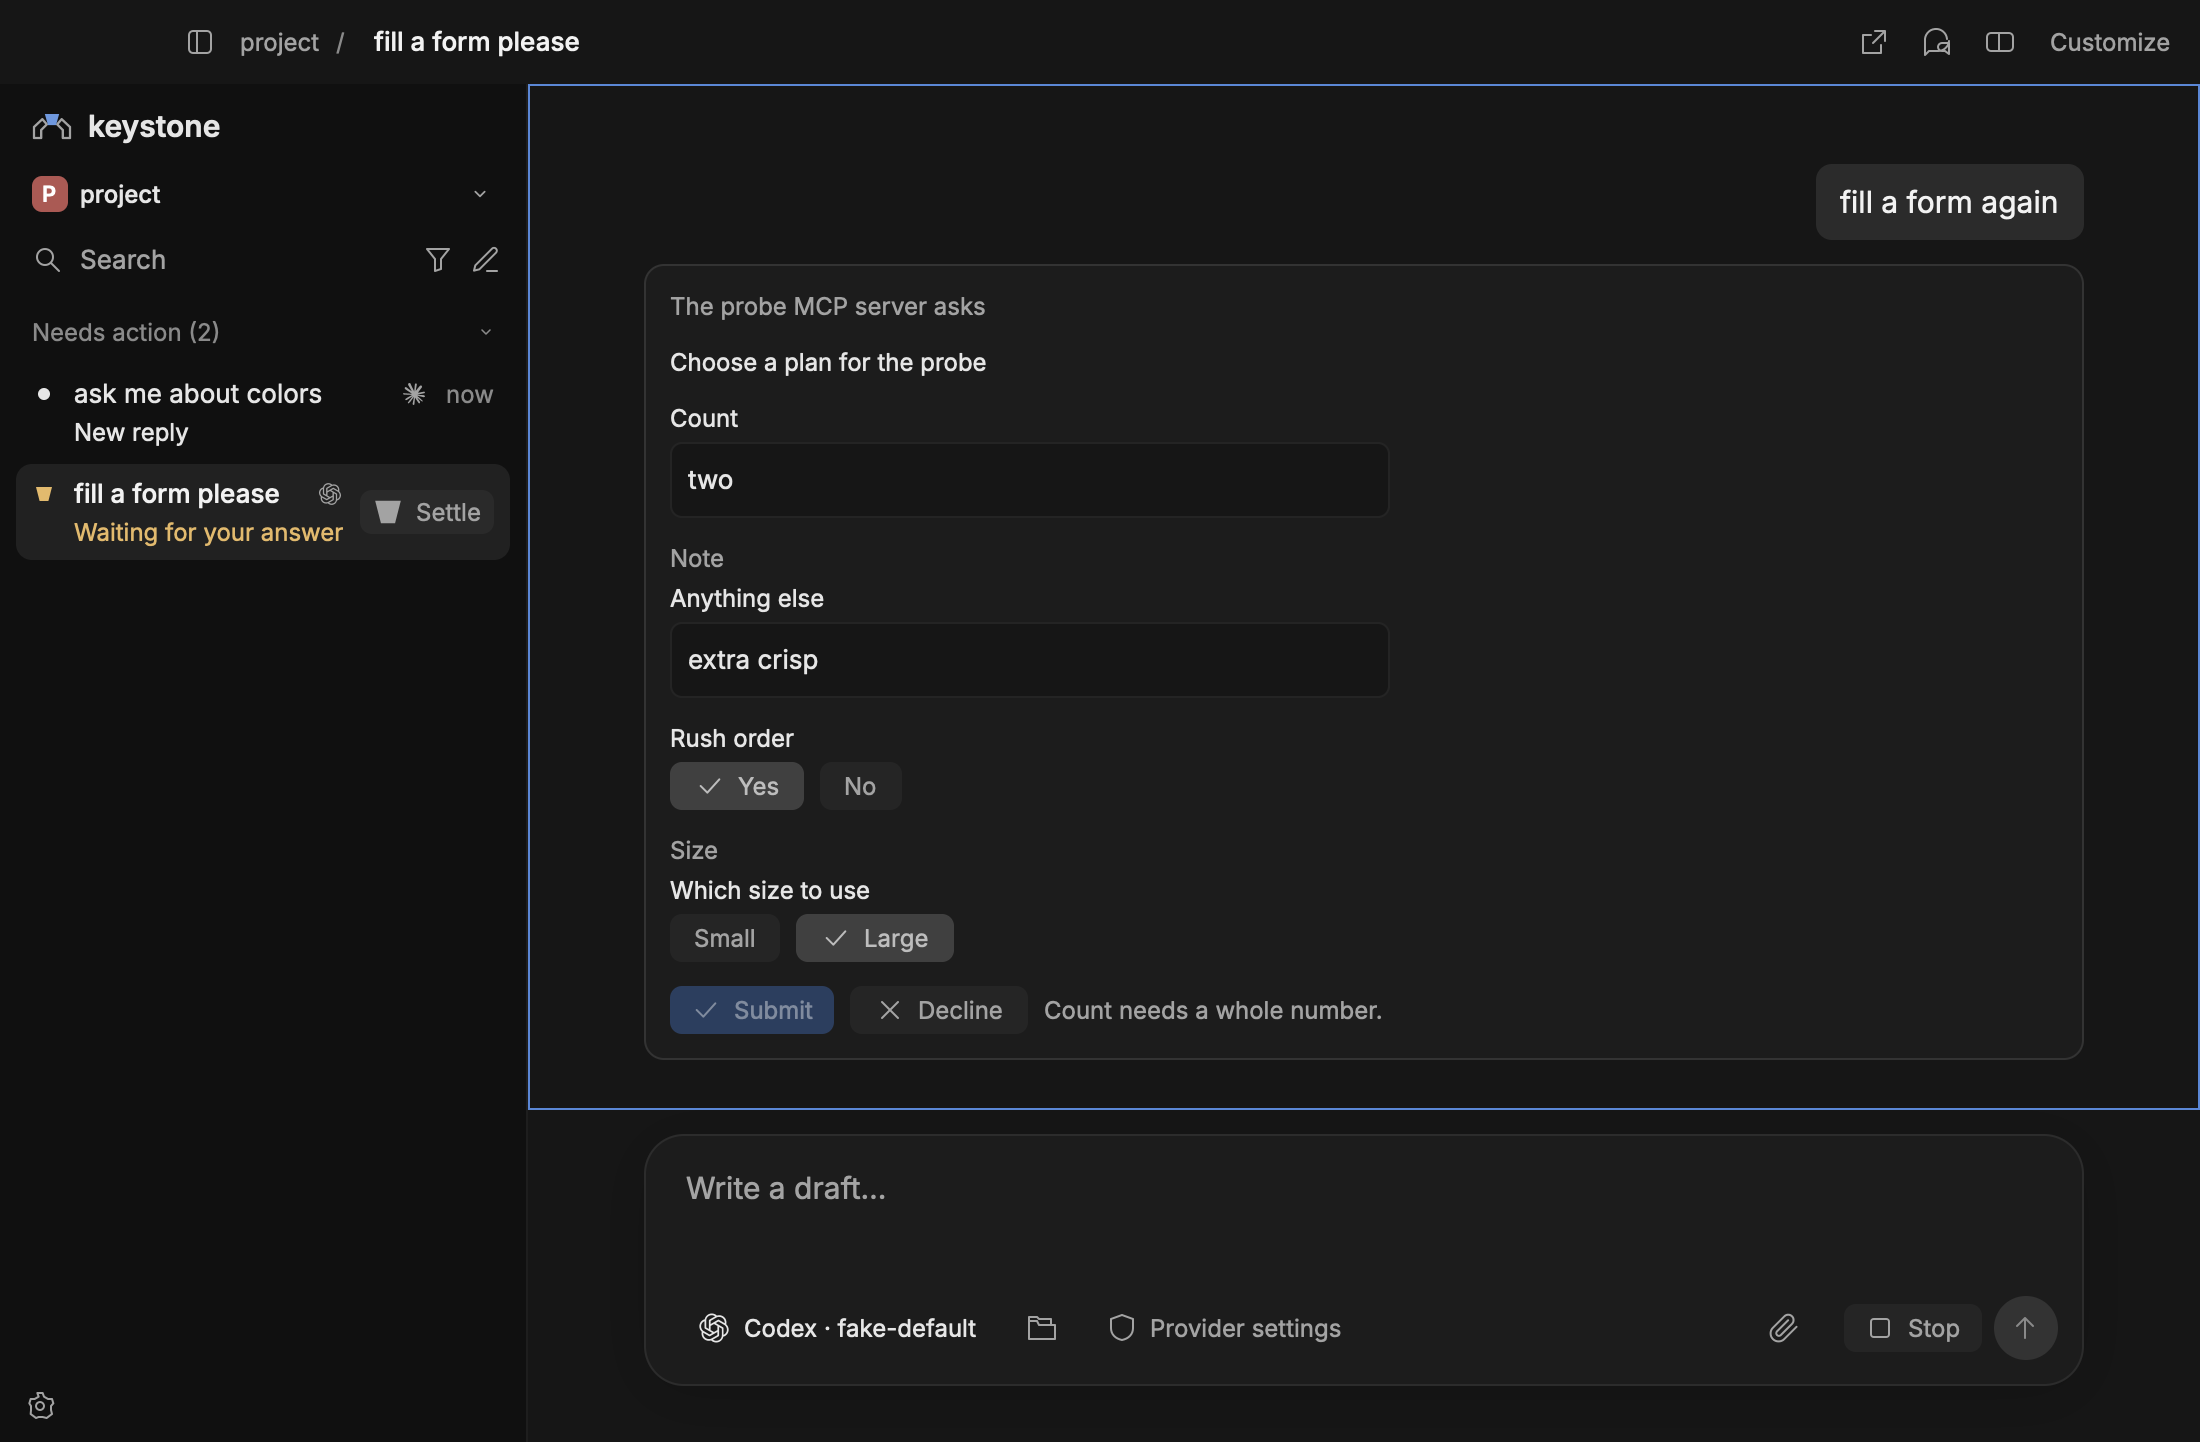 project / fill a form please
Customize
keystone
P project
Search
Needs action (2)
ask me about colors now
New reply
fill a form please
Waiting for your answer
Settle
fill a form again
The probe MCP server asks
Choose a plan for the probe
Count
two
Note
Anything else
extra crisp
Rush order
Yes No
Size
Which size to use
Small Large
Submit Decline Count needs a whole number.
Write a draft...
Codex · fake-default Provider settings Stop